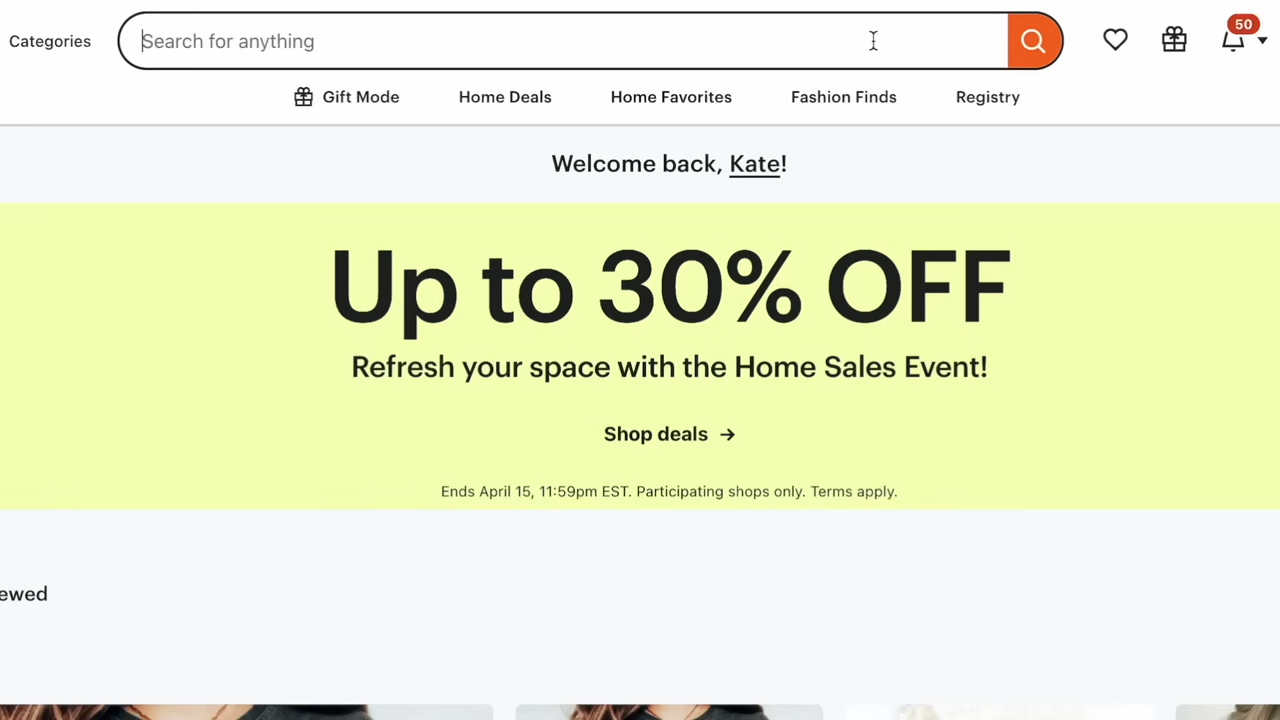 Categories
Search for anything
50
Gift Mode
Home Deals
Home Favorites
Fashion Finds
Registry
Welcome back, Kate!
Up to 30% OFF
Refresh your space with the Home Sales Event!
Shop deals →
Ends April 15, 11:59pm EST. Participating shops only. Terms apply.
ewed